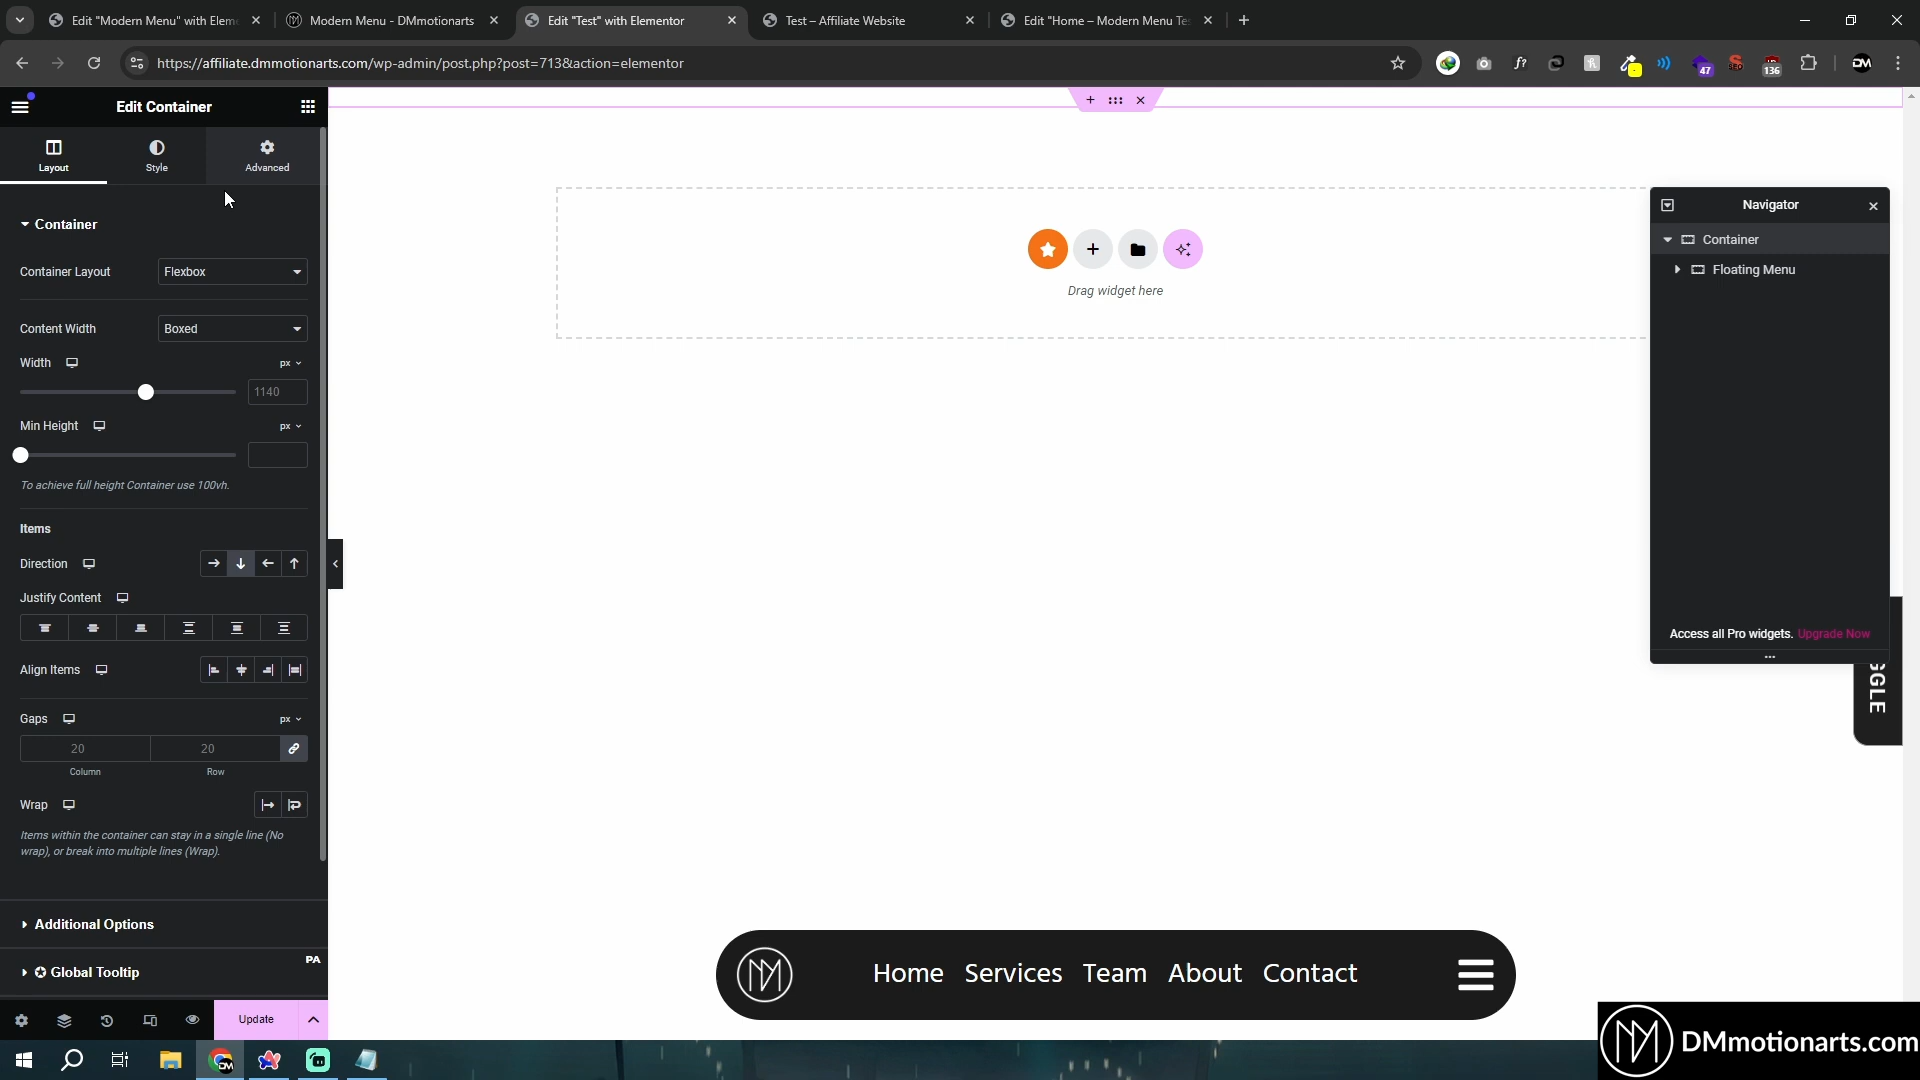 Edit "Modern Menu" with Elem
Modern Menu - DMmotionarts
Edit "Test" with Elementor
Test – Affiliate Website
Edit "Home – Modern Menu Te
https://affiliate.dmmotionarts.com/wp-admin/post.php?post=713&action=elementor
47
136
DM
Edit Container
Layout
Style
Advanced
Container
Container Layout
Flexbox
Content Width
Boxed
Width
px
1140
Min Height
px
To achieve full height Container use 100vh.
Items
Direction
Justify Content
Align Items
Gaps
px
20
20
Column
Row
Wrap
Items within the container can stay in a single line (No
wrap), or break into multiple lines (Wrap).
Additional Options
Global Tooltip
PA
Update
Drag widget here
Navigator
Container
Floating Menu
Access all Pro widgets. Upgrade Now
GGLE
Home Services Team About Contact
DMmotionarts.com